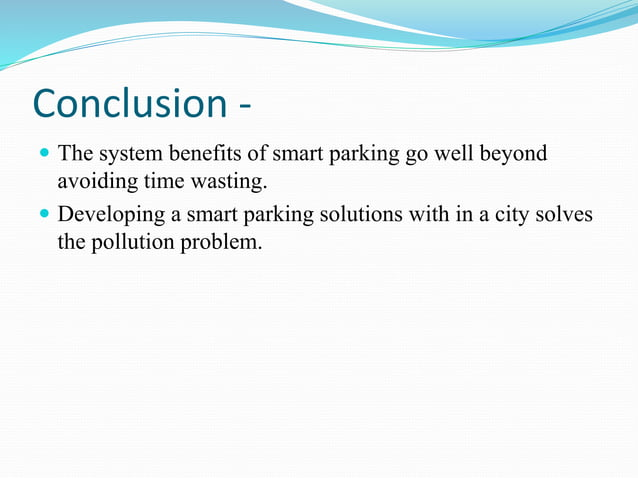 Conclusion -
The system benefits of smart parking go well beyond
avoiding time wasting.
Developing a smart parking solutions with in a city solves
the pollution problem.